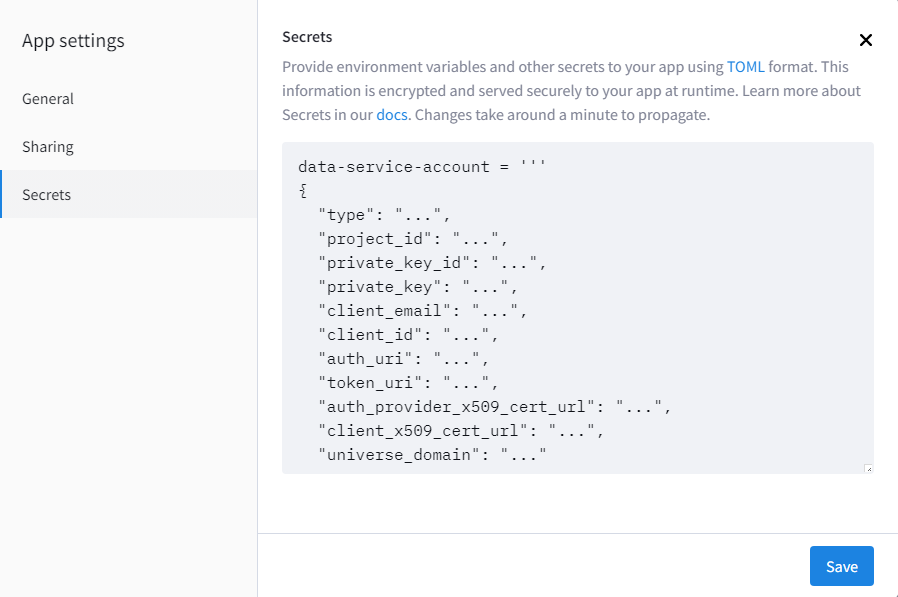 App settings
General
Sharing
Secrets
Secrets
Provide environment variables and other secrets to your app using TOML format. This
information is encrypted and served securely to your app at runtime. Learn more about
Secrets in our docs. Changes take around a minute to propagate.
data-service-account = '''
{
  "type": "...",
  "project_id": "...",
  "private_key_id": "...",
  "private_key": "...",
  "client_email": "...",
  "client_id": "...",
  "auth_uri": "...",
  "token_uri": "...",
  "auth_provider_x509_cert_url": "...",
  "client_x509_cert_url": "...",
  "universe_domain": "..."
Save